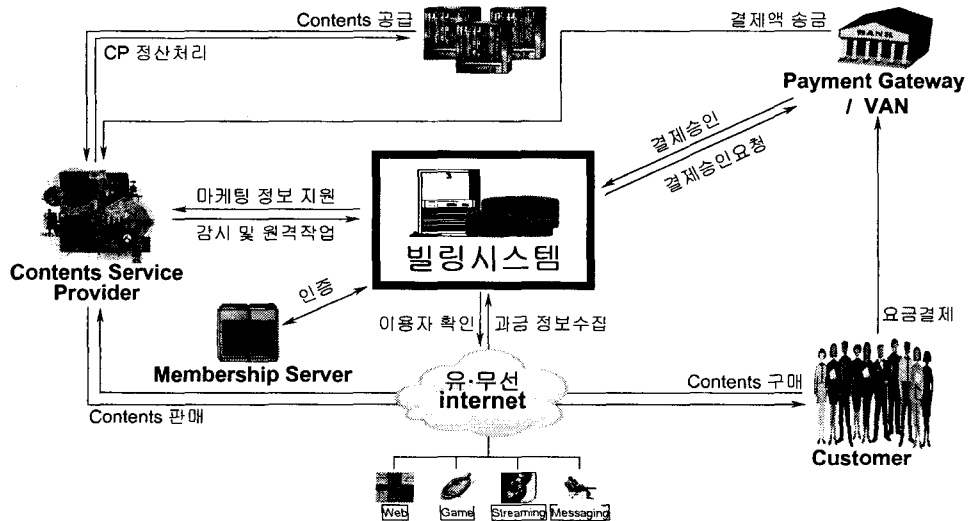 Contents 공급
결제액 송금
CP 정산처리
BANK
Payment Gateway
/ VAN
결제승인
결제승인요청
마케팅 정보 지원
감시 및 원격작업
빌링시스템
Contents Service
Provider
인증
이용자 확인
과금 정보수집
요금결제
Membership Server
유·무선
internet
Contents 구매
Contents 판매
Customer
Web
Game
Streaming
Messaging